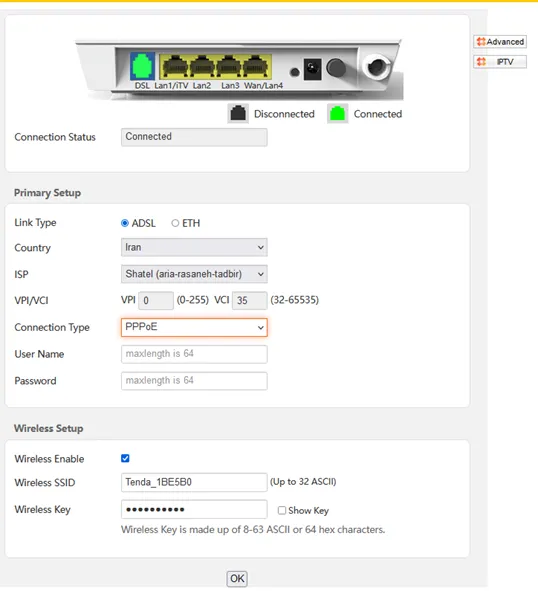 Advanced
IPTV
DSL Lan1/iTV Lan2 Lan3 Wan/Lan4
Disconnected Connected
Connection Status Connected
Primary Setup
Link Type ADSL ETH
Country Iran
ISP Shatel (aria-rasaneh-tadbir)
VPI/VCI VPI 0 (0-255) VCI 35 (32-65535)
Connection Type PPPoE
User Name maxlength is 64
Password maxlength is 64
Wireless Setup
Wireless Enable
Wireless SSID Tenda_1BE5B0 (Up to 32 ASCII)
Wireless Key •••••••••• Show Key
Wireless Key is made up of 8-63 ASCII or 64 hex characters.
OK